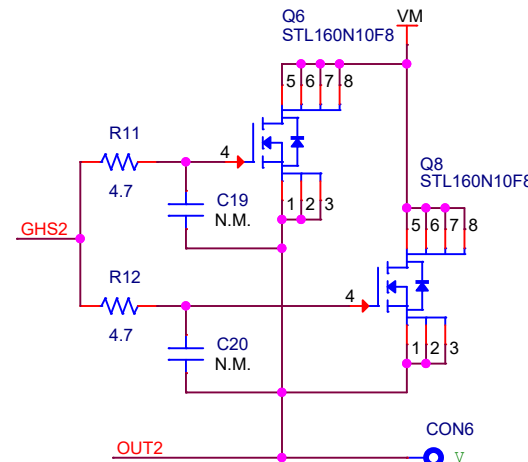 Q6
STL160N10F8
VM
5 6 7 8
R11
4
4.7
C19
N.M.
1 2 3
Q8
STL160N10F8
GHS2
5 6 7 8
R12
4
4.7
C20
N.M.
1 2 3
CON6
OUT2
V